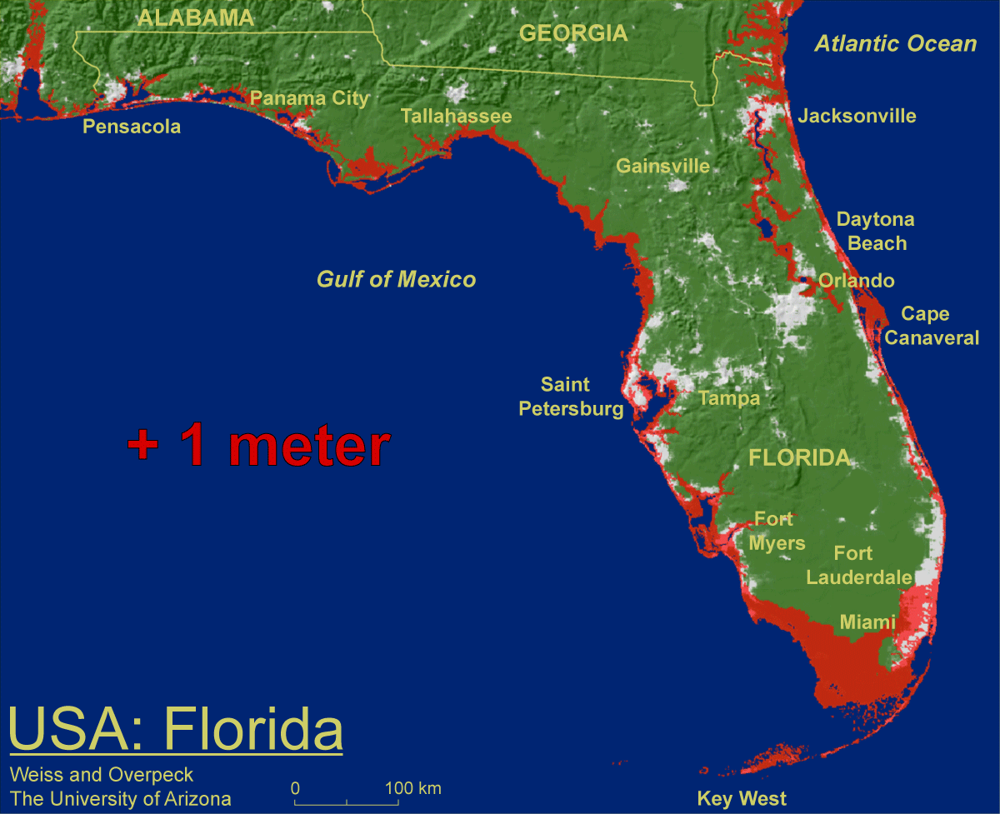 ALABAMA
GEORGIA
Atlantic Ocean
Panama City
Tallahassee
Jacksonville
Pensacola
Gainsville
Daytona
Beach
Gulf of Mexico
Orlando
Cape
Canaveral
Saint
Petersburg
Tampa
+ 1 meter
FLORIDA
Fort
Myers
Fort
Lauderdale
Miami
USA: Florida
Weiss and Overpeck
The University of Arizona
0 100 km
Key West